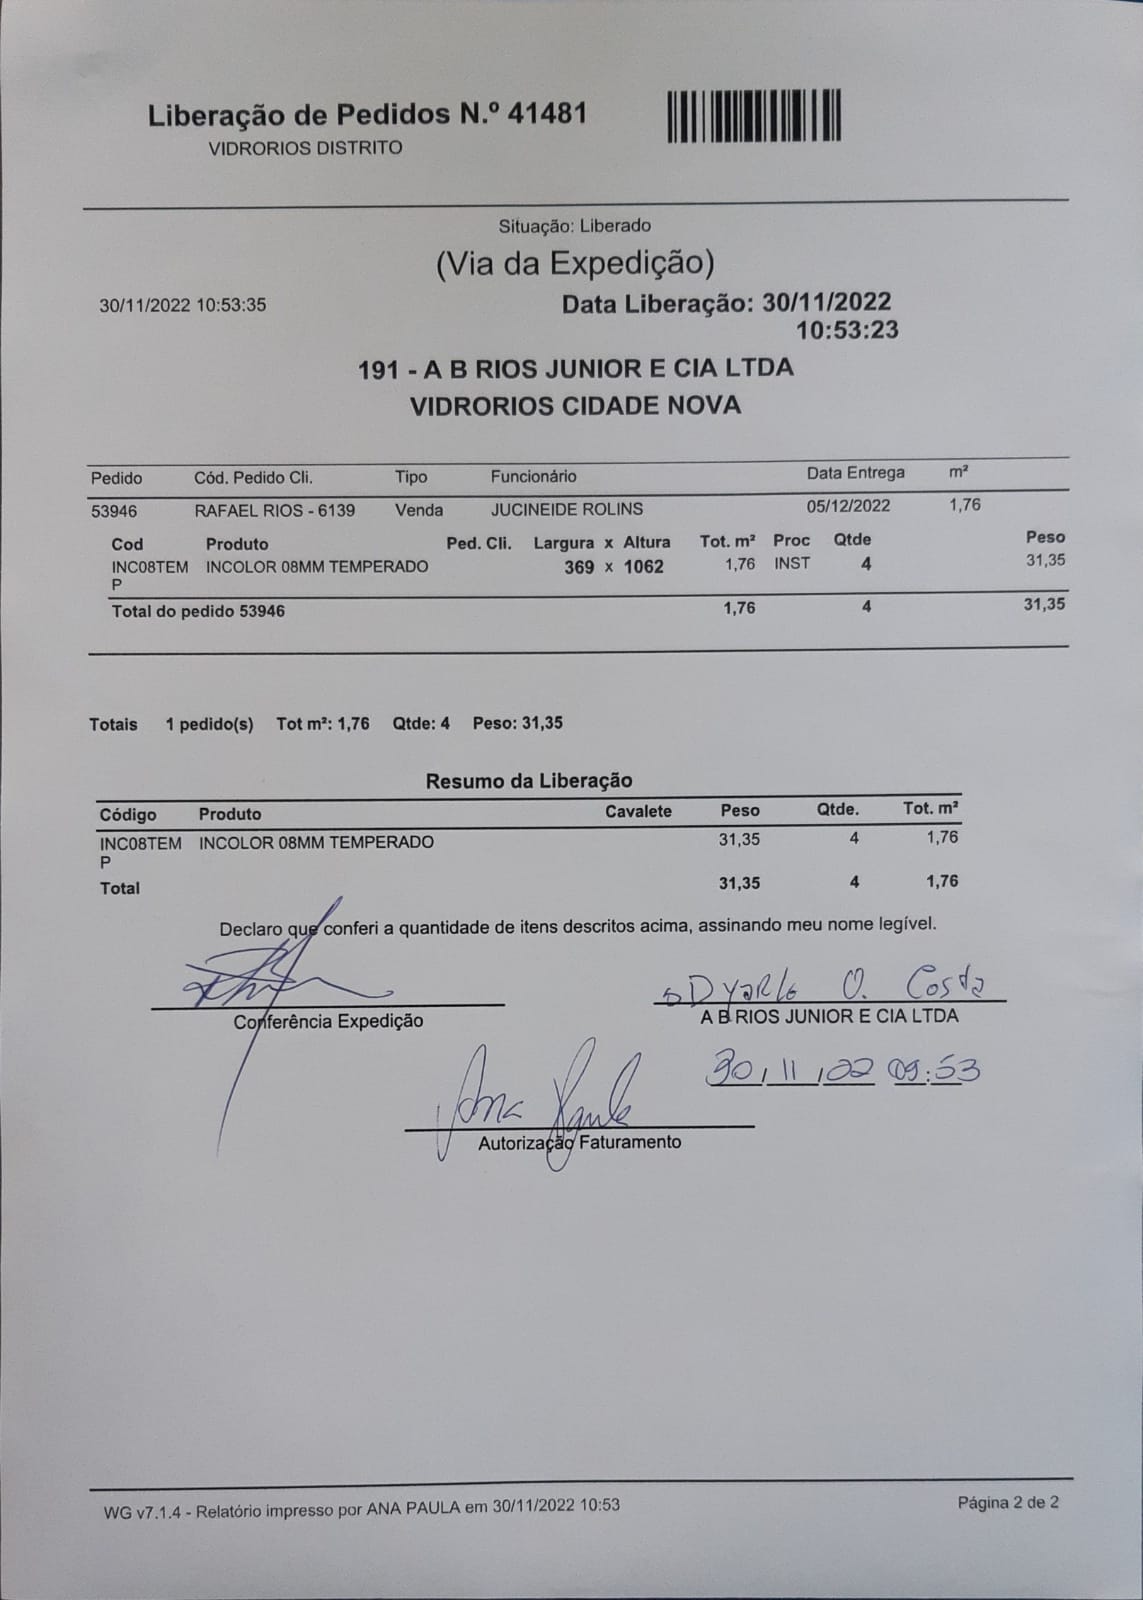 Liberação de Pedidos N.º 41481
VIDRORIOS DISTRITO
Situação: Liberado
(Via da Expedição)
30/11/2022 10:53:35
Data Liberação: 30/11/2022
10:53:23
191 - A B RIOS JUNIOR E CIA LTDA
VIDRORIOS CIDADE NOVA
Pedido Cód. Pedido Cli. Tipo Funcionário Data Entrega m²
53946 RAFAEL RIOS - 6139 Venda JUCINEIDE ROLINS 05/12/2022 1,76
Cod Produto Ped. Cli. Largura x Altura Tot. m² Proc Qtde Peso
INC08TEM INCOLOR 08MM TEMPERADO 369 x 1062 1,76 INST 4 31,35
P
Total do pedido 53946 1,76 4 31,35
Totais 1 pedido(s) Tot m²: 1,76 Qtde: 4 Peso: 31,35
Resumo da Liberação
Código Produto Cavalete Peso Qtde. Tot. m²
INC08TEM INCOLOR 08MM TEMPERADO 31,35 4 1,76
P
Total 31,35 4 1,76
Declaro que conferi a quantidade de itens descritos acima, assinando meu nome legível.
O. Costa
Conferência Expedição
A B RIOS JUNIOR E CIA LTDA
30/11/22 09:53
Ana Paula
Autorização Faturamento
WG v7.1.4 - Relatório impresso por ANA PAULA em 30/11/2022 10:53
Página 2 de 2